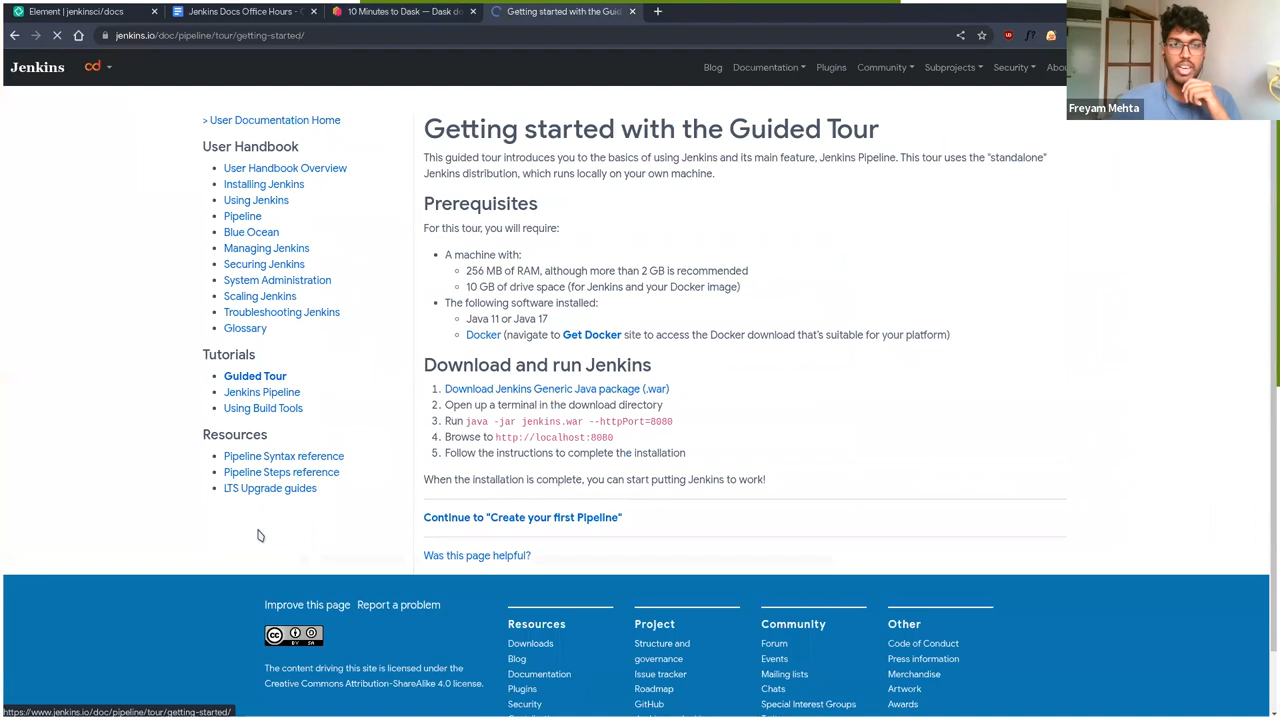 Element | jenkinsci/docs
Jenkins Docs Office Hours -
10 Minutes to Dask — Dask d
Getting started with the Guid
jenkins.io/doc/pipeline/tour/getting-started/
Jenkins
cd
Blog Documentation Plugins Community Subprojects Security Abou
Freyam Mehta
> User Documentation Home
User Handbook
User Handbook Overview
Installing Jenkins
Using Jenkins
Pipeline
Blue Ocean
Managing Jenkins
Securing Jenkins
System Administration
Scaling Jenkins
Troubleshooting Jenkins
Glossary
Tutorials
Guided Tour
Jenkins Pipeline
Using Build Tools
Resources
Pipeline Syntax reference
Pipeline Steps reference
LTS Upgrade guides
Getting started with the Guided Tour
This guided tour introduces you to the basics of using Jenkins and its main feature, Jenkins Pipeline. This tour uses the "standalone"
Jenkins distribution, which runs locally on your own machine.
Prerequisites
For this tour, you will require:
A machine with:
256 MB of RAM, although more than 2 GB is recommended
10 GB of drive space (for Jenkins and your Docker image)
The following software installed:
Java 11 or Java 17
Docker (navigate to Get Docker site to access the Docker download that's suitable for your platform)
Download and run Jenkins
1. Download Jenkins Generic Java package (.war)
2. Open up a terminal in the download directory
3. Run java -jar jenkins.war --httpPort=8080
4. Browse to http://localhost:8080
5. Follow the instructions to complete the installation
When the installation is complete, you can start putting Jenkins to work!
Continue to "Create your first Pipeline"
Was this page helpful?
Improve this page Report a problem
cc BY SA
The content driving this site is licensed under the
Creative Commons Attribution-ShareAlike 4.0 license.
Resources
Downloads
Blog
Documentation
Plugins
Security
Project
Structure and
governance
Issue tracker
Roadmap
GitHub
Community
Forum
Events
Mailing lists
Chats
Special Interest Groups
Other
Code of Conduct
Press information
Merchandise
Artwork
Awards
https://www.jenkins.io/doc/pipeline/tour/getting-started/